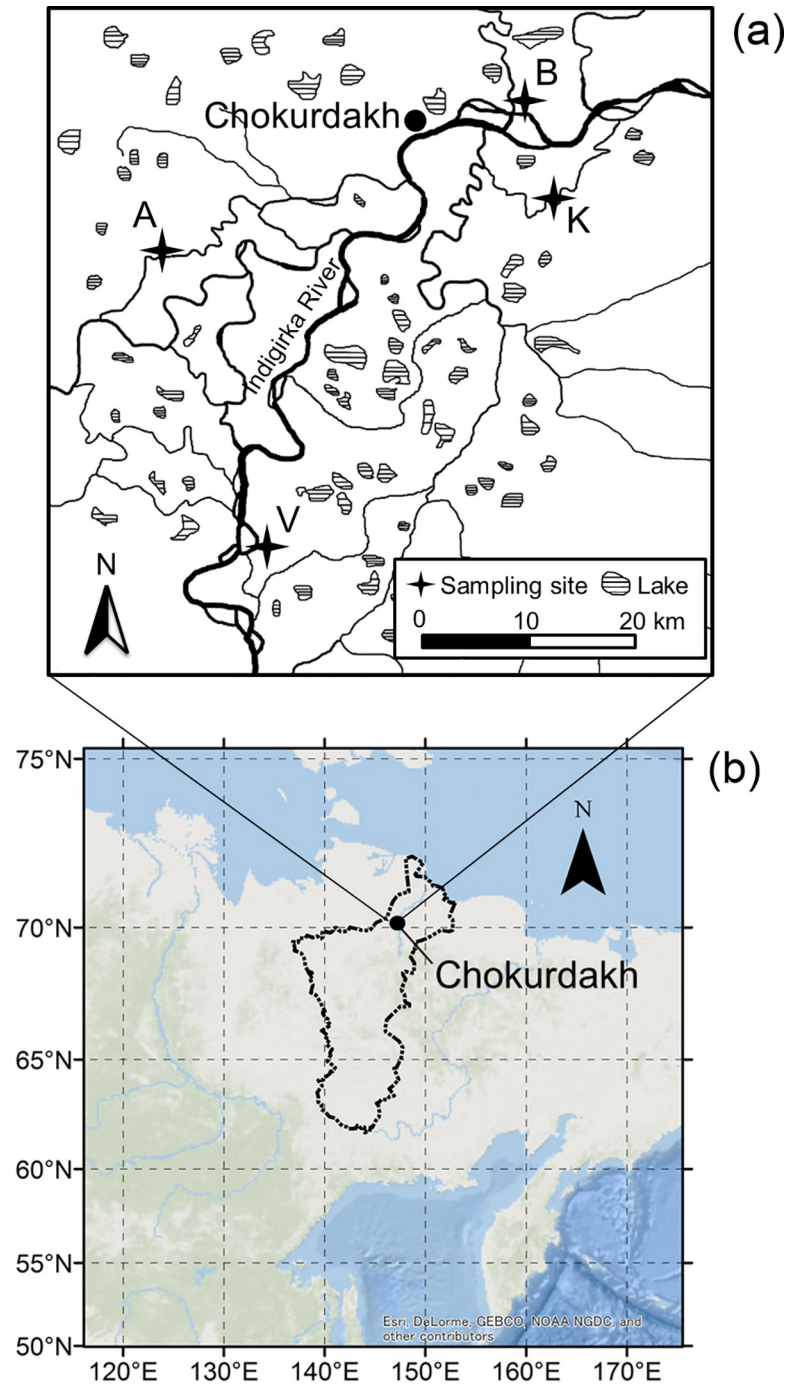 (a)
B
Chokurdakh
K
A
Indigirka River
V
N
Sampling site Lake
0 10 20 km
(b)
75°N
N
70°N
Chokurdakh
65°N
60°N
55°N
Esri, DeLorme, GEBCO, NOAA NGDC, and
other contributors
50°N
120°E 130°E 140°E 150°E 160°E 170°E